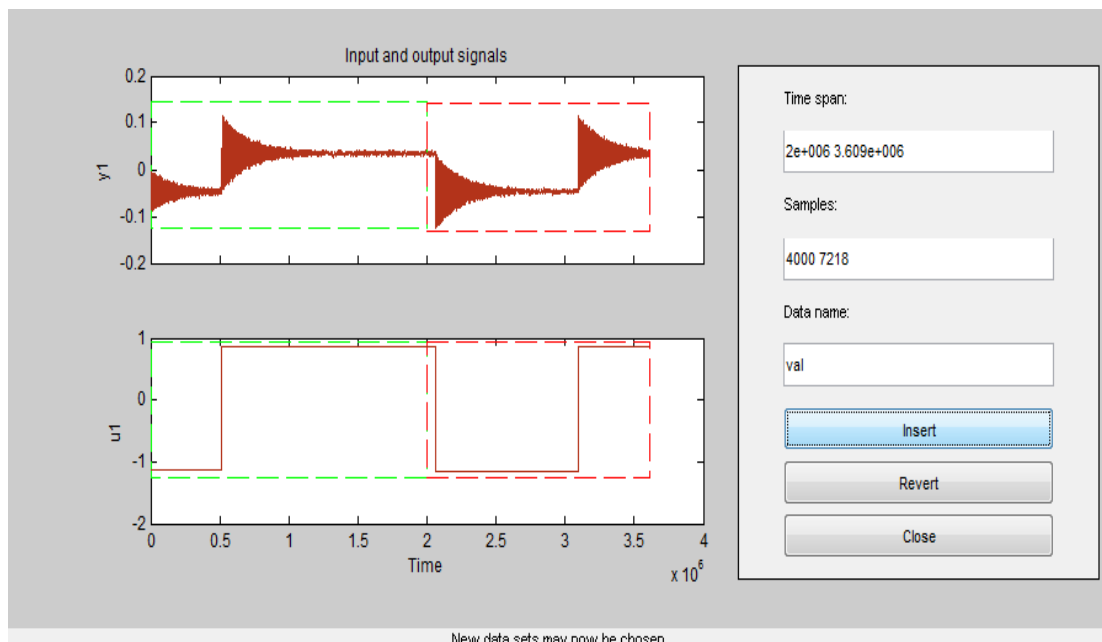 Input and output signals
0.2
0.1
0
-0.1
-0.2
y1
1
0
-1
-2
u1
0 0.5 1 1.5 2 2.5 3 3.5 4
Time
x 10^6
Time span:
2e+006 3.609e+006
Samples:
4000 7218
Data name:
val
Insert
Revert
Close
New data sets may now be chosen